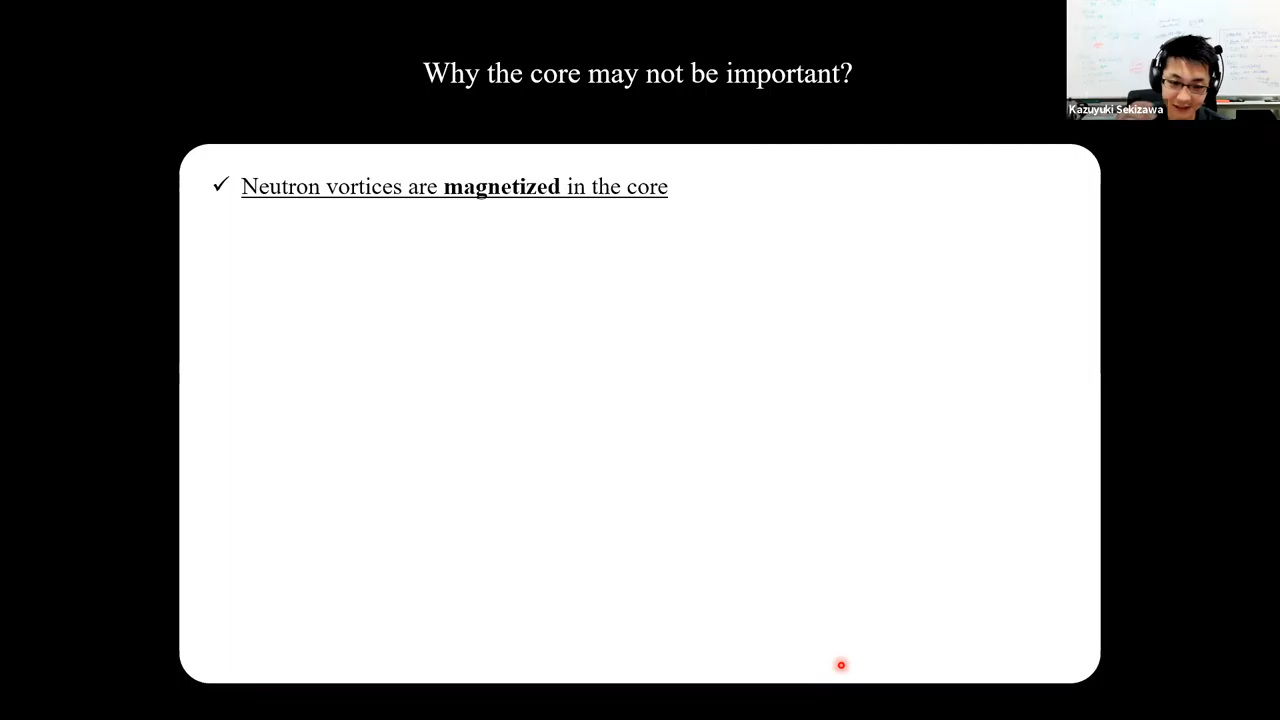 Why the core may not be important?
Kazuyuki Sekizawa
✓ Neutron vortices are magnetized in the core